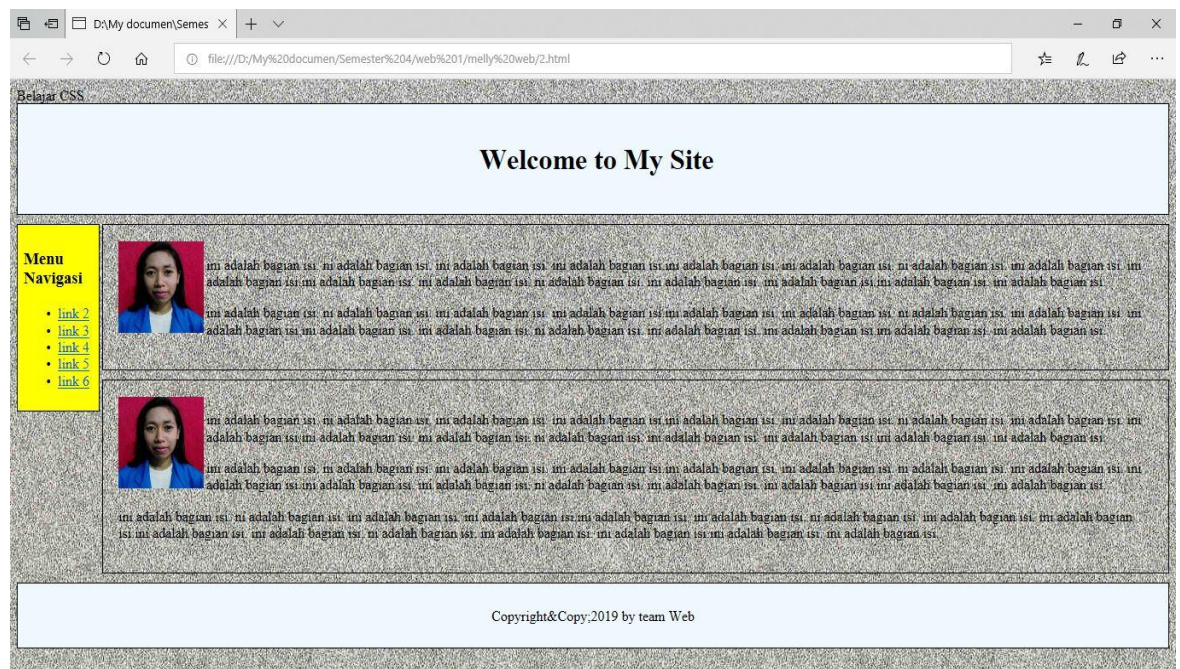 D:\My documen\Semes
file:///D:/My%20documen/Semester%204/web%201/melly%20web/2.html
Belajar CSS
Welcome to My Site
Menu
Navigasi
link 2
link 3
link 4
link 5
link 6
ini adalah bagian isi. ni adalah bagian isi. ini adalah bagian isi. ini adalah bagian isi.ini adalah bagian isi. ini adalah bagian isi. ni adalah bagian isi. ini adalah bagian isi. ini
adalah bagian isi.ini adalah bagian isi. ini adalah bagian isi. ni adalah bagian isi. ini adalah bagian isi. ini adalah bagian isi.ini adalah bagian isi. ini adalah bagian isi.
ini adalah bagian isi. ni adalah bagian isi. ini adalah bagian isi. ini adalah bagian isi.ini adalah bagian isi. ini adalah bagian isi. ni adalah bagian isi. ini adalah bagian isi. ini
adalah bagian isi.ini adalah bagian isi. ini adalah bagian isi. ni adalah bagian isi. ini adalah bagian isi. ini adalah bagian isi.ini adalah bagian isi. ini adalah bagian isi.
ini adalah bagian isi. ni adalah bagian isi. ini adalah bagian isi. ini adalah bagian isi.ini adalah bagian isi. ini adalah bagian isi. ni adalah bagian isi. ini adalah bagian isi. ini
adalah bagian isi.ini adalah bagian isi. ini adalah bagian isi. ni adalah bagian isi. ini adalah bagian isi. ini adalah bagian isi.ini adalah bagian isi. ini adalah bagian isi.
ini adalah bagian isi. ni adalah bagian isi. ini adalah bagian isi. ini adalah bagian isi.ini adalah bagian isi. ini adalah bagian isi. ni adalah bagian isi. ini adalah bagian isi. ini
adalah bagian isi.ini adalah bagian isi. ini adalah bagian isi. ni adalah bagian isi. ini adalah bagian isi. ini adalah bagian isi.ini adalah bagian isi. ini adalah bagian isi.
ini adalah bagian isi. ni adalah bagian isi. ini adalah bagian isi. ini adalah bagian isi.ini adalah bagian isi. ini adalah bagian isi. ni adalah bagian isi. ini adalah bagian isi. ini adalah bagian
isi.ini adalah bagian isi. ini adalah bagian isi. ni adalah bagian isi. ini adalah bagian isi. ini adalah bagian isi.ini adalah bagian isi. ini adalah bagian isi.
Copyright&Copy;2019 by team Web